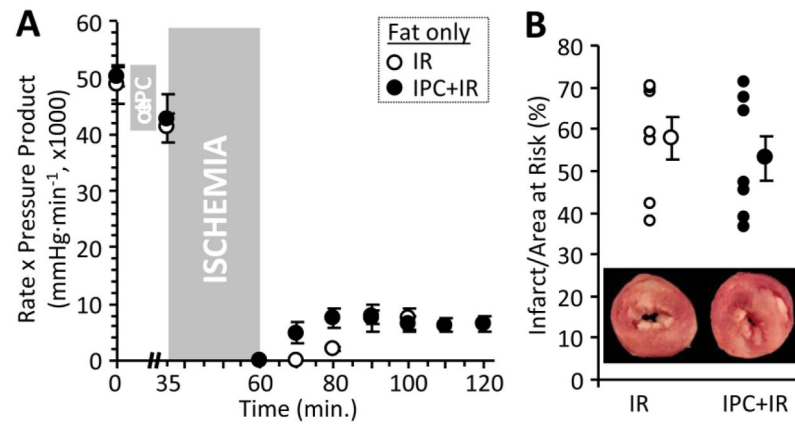 A
Rate x Pressure Product
(mmHg·min⁻¹, x1000)
60
50
40
30
20
10
0
ISCHEMIA
Fat only
IR
IPC+IR
0
35
60
80
100
120
Time (min.)
B
Infarct/Area at Risk (%)
80
70
60
50
40
30
20
10
0
IR
IPC+IR